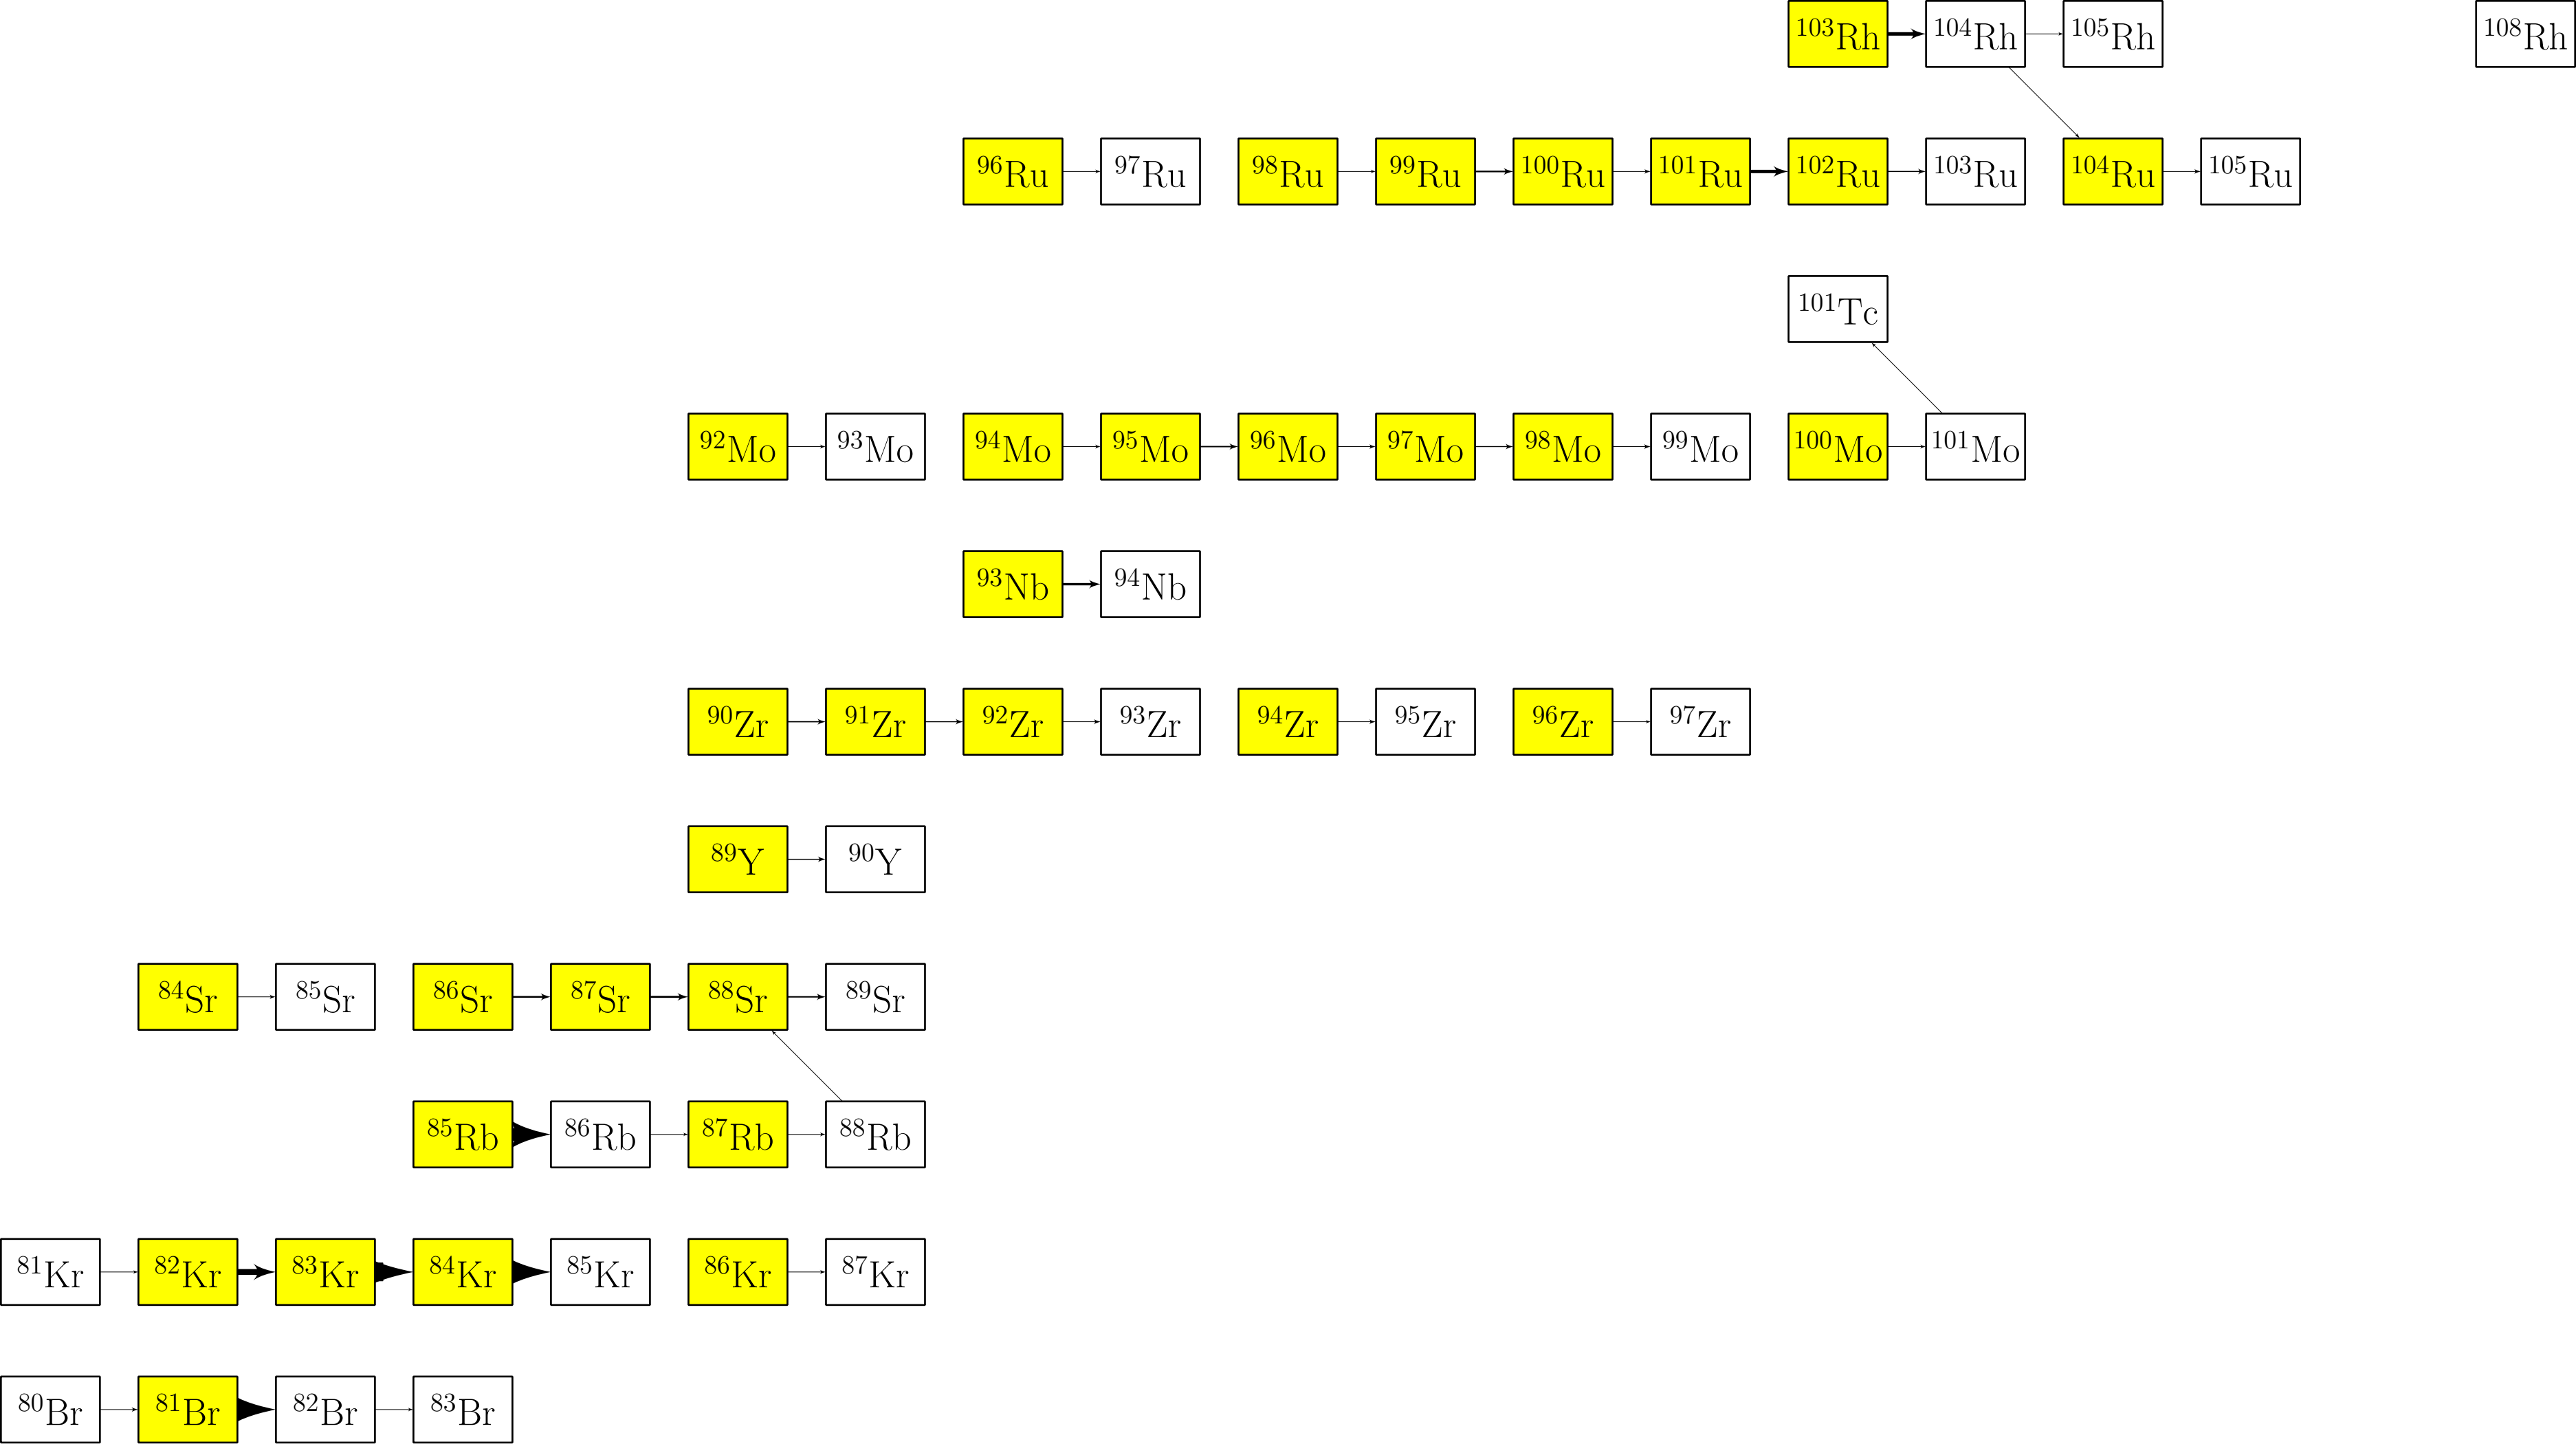 ¹⁰³Rh ¹⁰⁴Rh ¹⁰⁵Rh ¹⁰⁸Rh
⁹⁶Ru ⁹⁷Ru ⁹⁸Ru ⁹⁹Ru ¹⁰⁰Ru ¹⁰¹Ru ¹⁰²Ru ¹⁰³Ru ¹⁰⁴Ru ¹⁰⁵Ru
¹⁰¹Tc
⁹²Mo ⁹³Mo ⁹⁴Mo ⁹⁵Mo ⁹⁶Mo ⁹⁷Mo ⁹⁸Mo ⁹⁹Mo ¹⁰⁰Mo ¹⁰¹Mo
⁹³Nb ⁹⁴Nb
⁹⁰Zr ⁹¹Zr ⁹²Zr ⁹³Zr ⁹⁴Zr ⁹⁵Zr ⁹⁶Zr ⁹⁷Zr
⁸⁹Y ⁹⁰Y
⁸⁴Sr ⁸⁵Sr ⁸⁶Sr ⁸⁷Sr ⁸⁸Sr ⁸⁹Sr
⁸⁵Rb ⁸⁶Rb ⁸⁷Rb ⁸⁸Rb
⁸¹Kr ⁸²Kr ⁸³Kr ⁸⁴Kr ⁸⁵Kr ⁸⁶Kr ⁸⁷Kr
⁸⁰Br ⁸¹Br ⁸²Br ⁸³Br